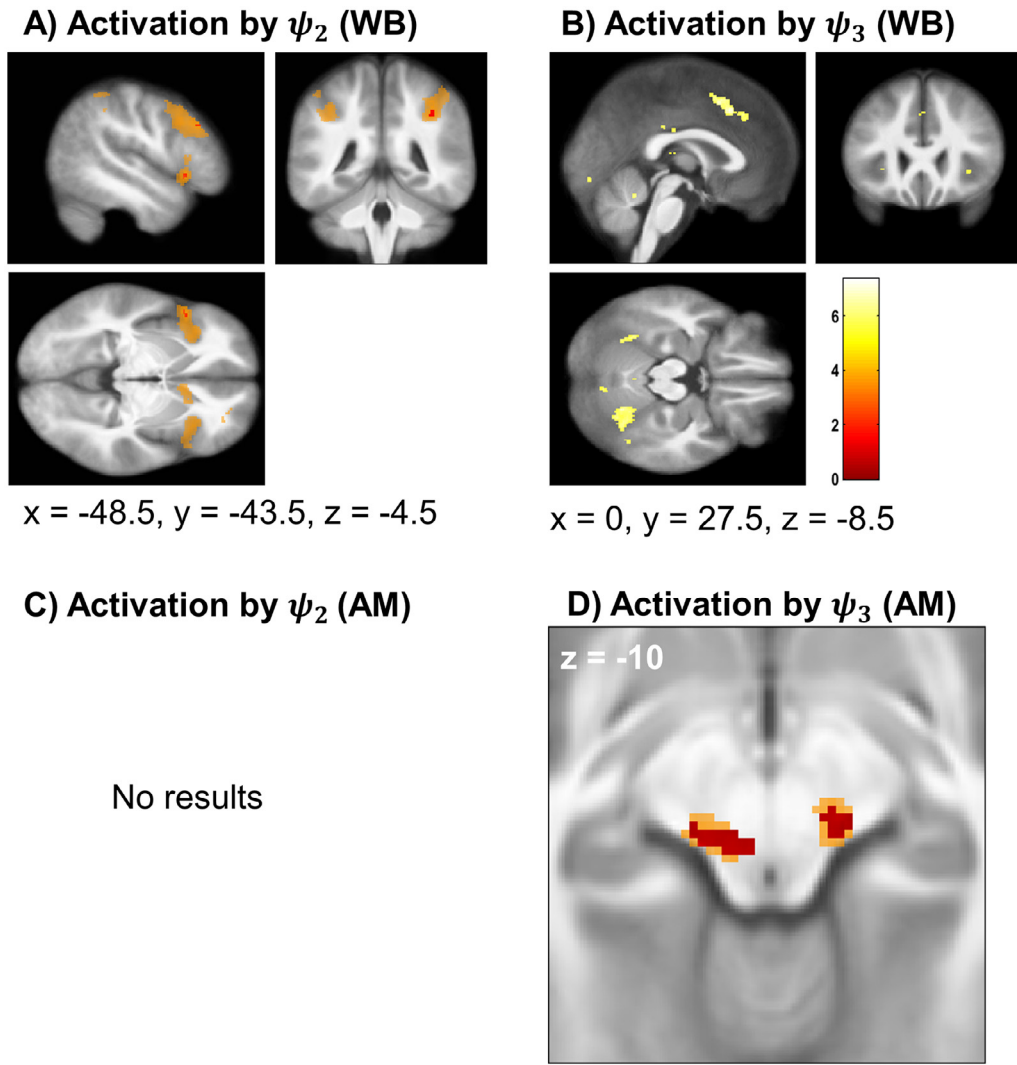 A) Activation by ψ₂ (WB)
B) Activation by ψ₃ (WB)
6
4
2
0
x = -48.5, y = -43.5, z = -4.5
x = 0, y = 27.5, z = -8.5
C) Activation by ψ₂ (AM)
D) Activation by ψ₃ (AM)
No results
z = -10